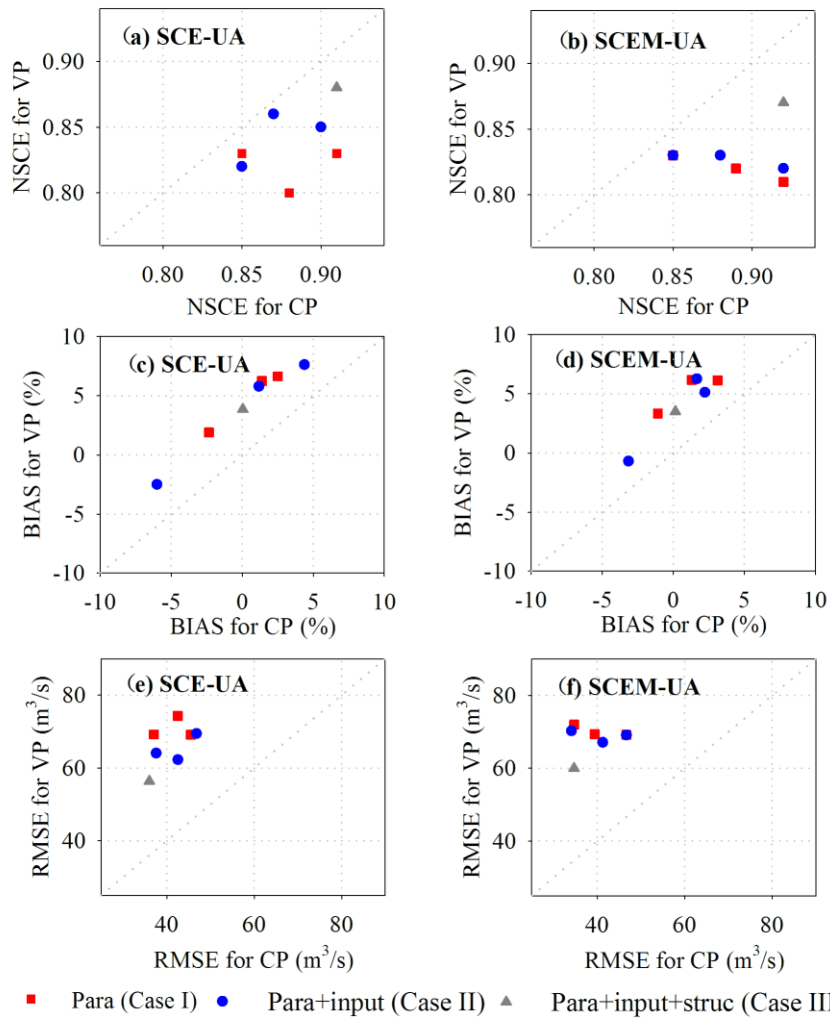 (a) SCE-UA
(b) SCEM-UA
NSCE for VP
0.90
0.85
0.80
0.80 0.85 0.90
NSCE for CP
NSCE for VP
0.90
0.85
0.80
0.80 0.85 0.90
NSCE for CP
(c) SCE-UA
(d) SCEM-UA
BIAS for VP (%)
10
5
0
-5
-10
-10 -5 0 5 10
BIAS for CP (%)
BIAS for VP (%)
10
5
0
-5
-10
-10 -5 0 5 10
BIAS for CP (%)
(e) SCE-UA
(f) SCEM-UA
RMSE for VP (m³/s)
80
60
40
40 60 80
RMSE for CP (m³/s)
RMSE for VP (m³/s)
80
60
40
40 60 80
RMSE for CP (m³/s)
Para (Case I) Para+input (Case II) Para+input+struc (Case III